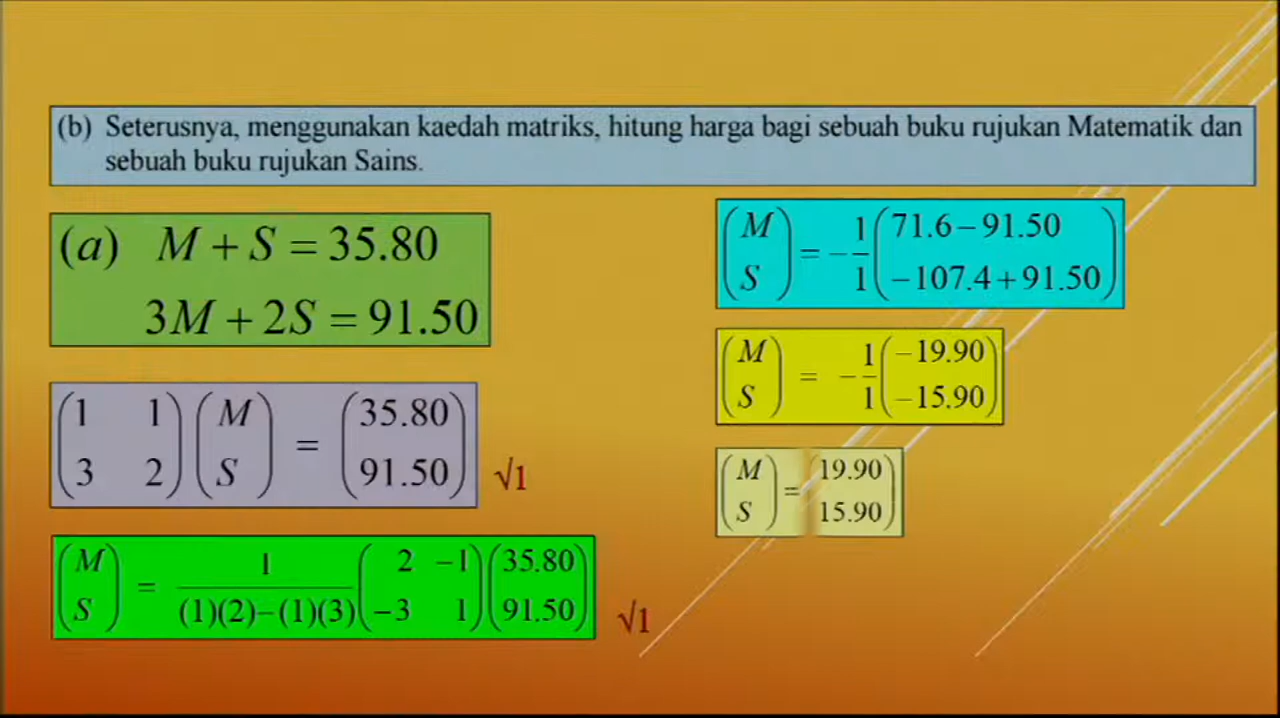 (b) Seterusnya, menggunakan kaedah matriks, hitung harga bagi sebuah buku rujukan Matematik dan
sebuah buku rujukan Sains.
(a) M + S = 35.80
3M + 2S = 91.50
(1 1) (M) = (35.80)
(3 2) (S) (91.50) √1
(M) = 1 (2 −1) (35.80)
(S) (1)(2)−(1)(3) (−3 1) (91.50) √1
(M) = − 1 (71.6 − 91.50)
(S) 1 (−107.4 + 91.50)
(M) = − 1 (−19.90)
(S) 1 (−15.90)
(M) = (19.90)
(S) (15.90)